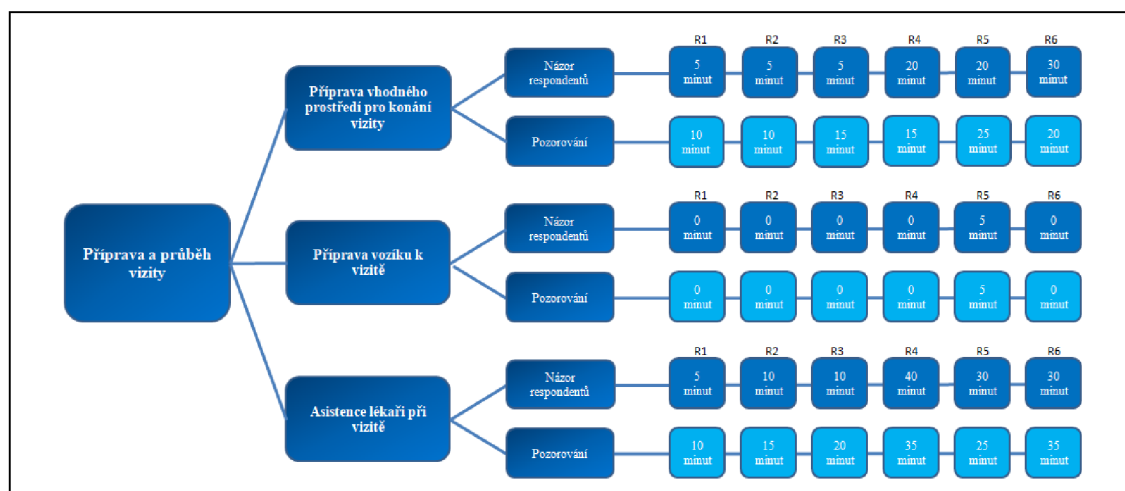 R1 R2 R3 R4 R5 R6
Příprava vhodného
prostředí pro konání
vizity
Názor
respondentů
5 5 5 20 20 30
minut minut minut minut minut minut
Pozorování
10 10 15 15 25 20
minut minut minut minut minut minut
Příprava a průběh
vizity
R1 R2 R3 R4 R5 R6
Příprava vozíku k
vizitě
Názor
respondentů
0 0 0 0 5 0
minut minut minut minut minut minut
Pozorování
0 0 0 0 5 0
minut minut minut minut minut minut
R1 R2 R3 R4 R5 R6
Asistence lékaři při
vizitě
Názor
respondentů
5 10 10 40 30 30
minut minut minut minut minut minut
Pozorování
10 15 20 35 25 35
minut minut minut minut minut minut